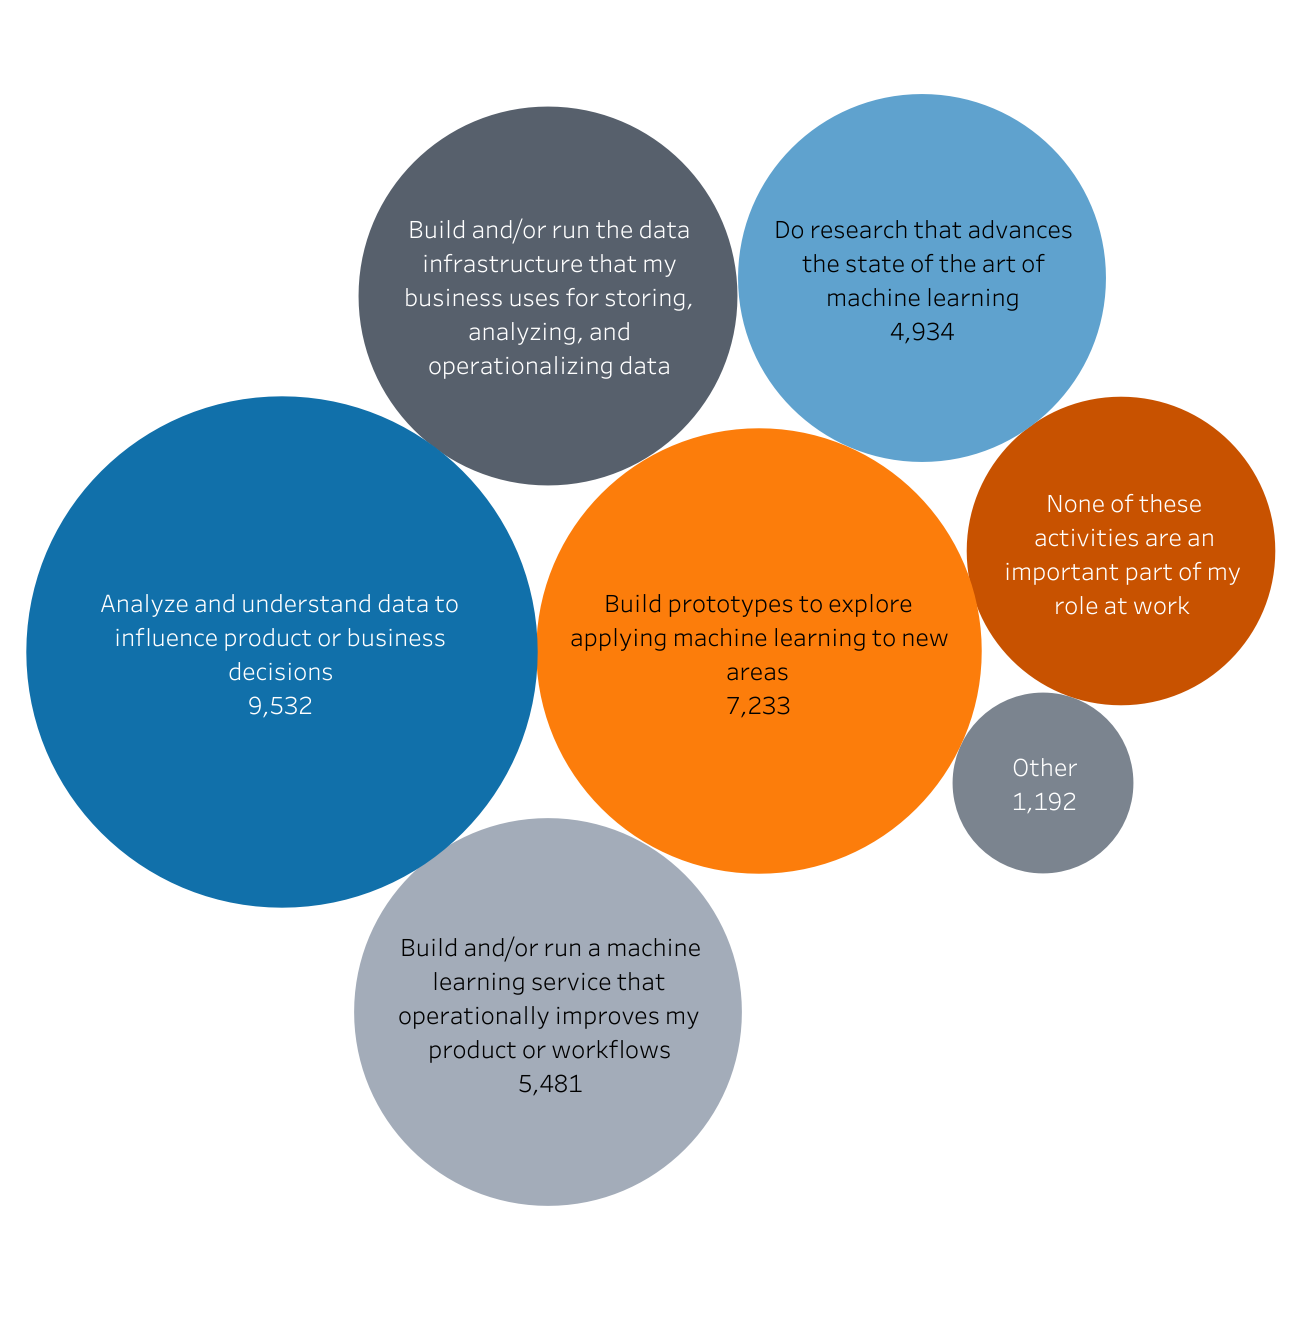 Build and/or run the data
infrastructure that my
business uses for storing,
analyzing, and
operationalizing data
Do research that advances
the state of the art of
machine learning
4,934
None of these
activities are an
important part of my
role at work
Analyze and understand data to
influence product or business
decisions
9,532
Build prototypes to explore
applying machine learning to new
areas
7,233
Other
1,192
Build and/or run a machine
learning service that
operationally improves my
product or workflows
5,481